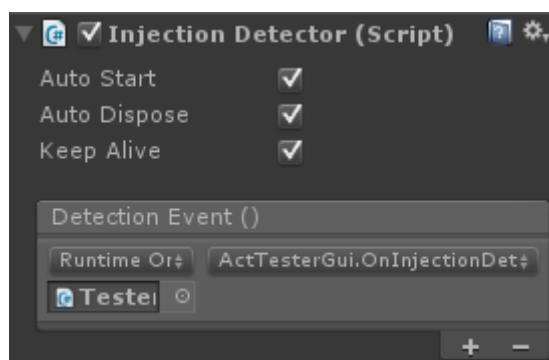 Injection Detector (Script)
Auto Start
Auto Dispose
Keep Alive
Detection Event ()
Runtime Or
ActTesterGui.OnInjectionDet
Tester